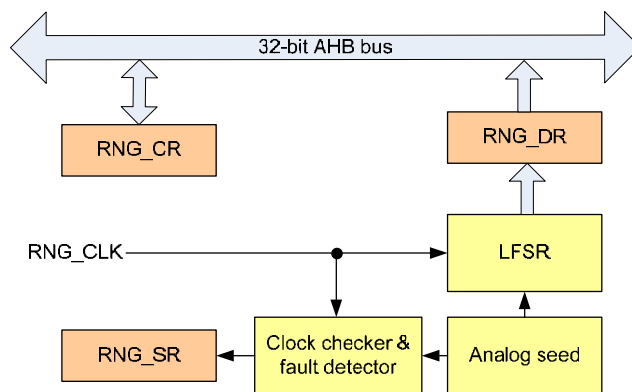 32-bit AHB bus
RNG_CR
RNG_DR
RNG_CLK
LFSR
RNG_SR
Clock checker &
fault detector
Analog seed